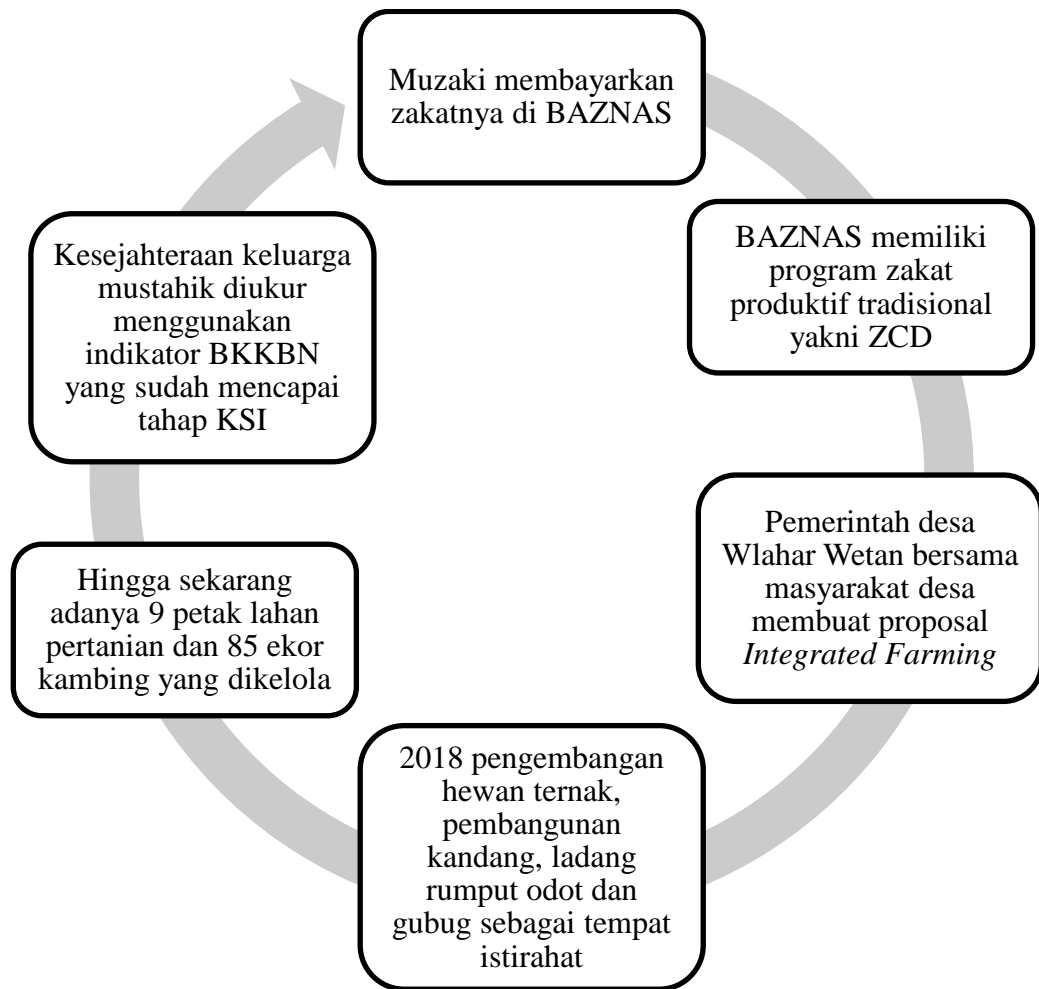 Muzaki membayarkan
zakatnya di BAZNAS
BAZNAS memiliki
program zakat
produktif tradisional
yakni ZCD
Pemerintah desa
Wlahar Wetan bersama
masyarakat desa
membuat proposal
Integrated Farming
2018 pengembangan
hewan ternak,
pembangunan
kandang, ladang
rumput odot dan
gubug sebagai tempat
istirahat
Hingga sekarang
adanya 9 petak lahan
pertanian dan 85 ekor
kambing yang dikelola
Kesejahteraan keluarga
mustahik diukur
menggunakan
indikator BKKBN
yang sudah mencapai
tahap KSI